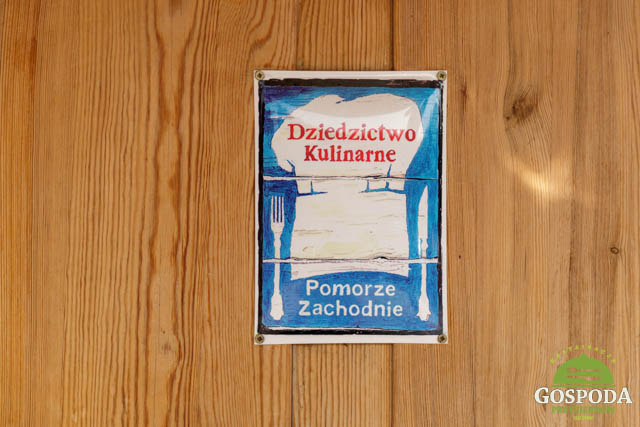 Dziedzictwo
Kulinarne
Pomorze
Zachodnie
GOSPODA